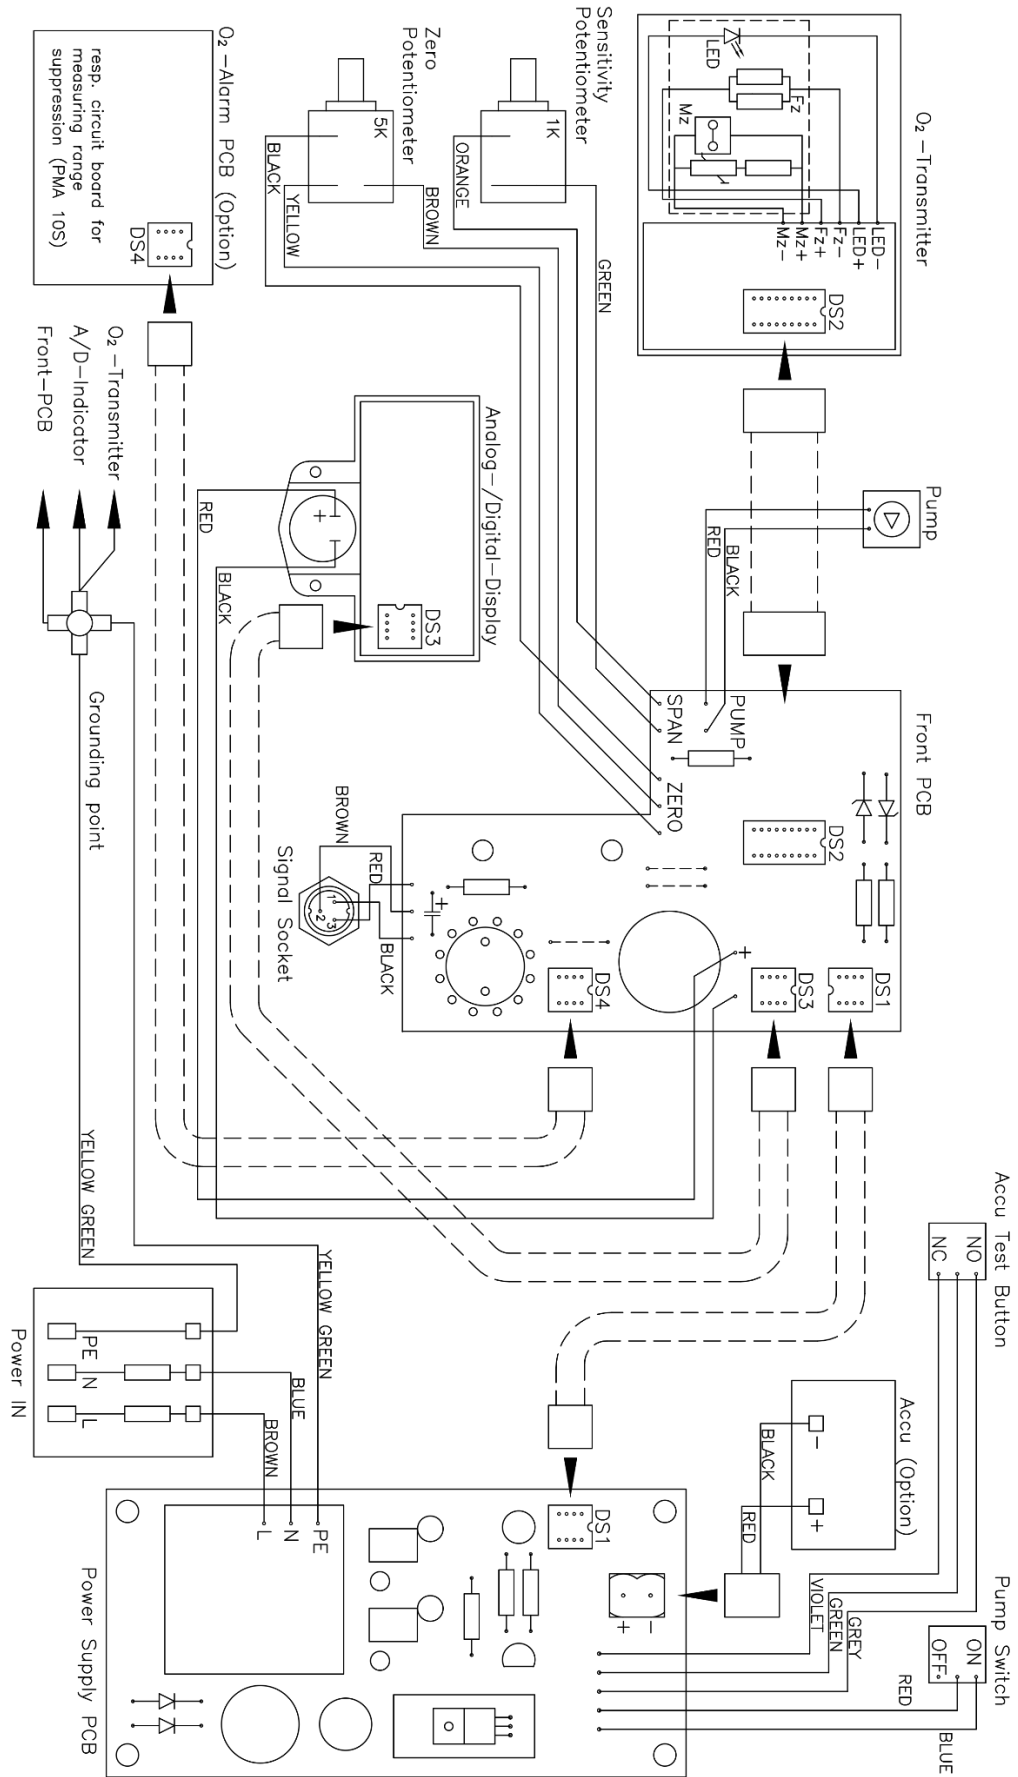 O₂-Transmitter
LED
Fz
Mz
LED-
LED+
Fz-
Fz+
Mz+
Mz-
DS2
Sensitivity
Potentiometer
1K
ORANGE
GREEN
Zero
Potentiometer
5K
BLACK
YELLOW
BROWN
O₂-Alarm PCB (Option)
resp. circuit board for
measuring range
suppression (PMA 10S)
DS4
Pump
RED
BLACK
Analog-/Digital-Display
DS3
+
RED
BLACK
O₂-Transmitter
A/D-Indicator
Front-PCB
Grounding point
Front PCB
PUMP
SPAN
ZERO
DS2
DS1
DS3
DS4
+
+
BROWN
RED
BLACK
1
2
3
Signal Socket
YELLOW GREEN
YELLOW GREEN
BLUE
BROWN
PE
N
L
Power IN
Accu Test Button
NO
NC
Accu (Option)
-
+
BLACK
RED
Pump Switch
ON
OFF
VIOLET
GREEN
GREY
RED
BLUE
DS1
+
-
PE
N
L
Power Supply PCB